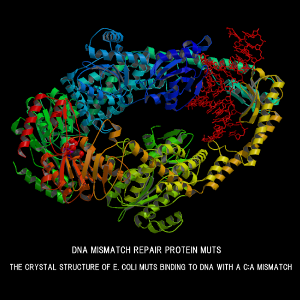 DNA MISMATCH REPAIR PROTEIN MUTS
THE CRYSTAL STRUCTURE OF E. COLI MUTS BINDING TO DNA WITH A C:A MISMATCH